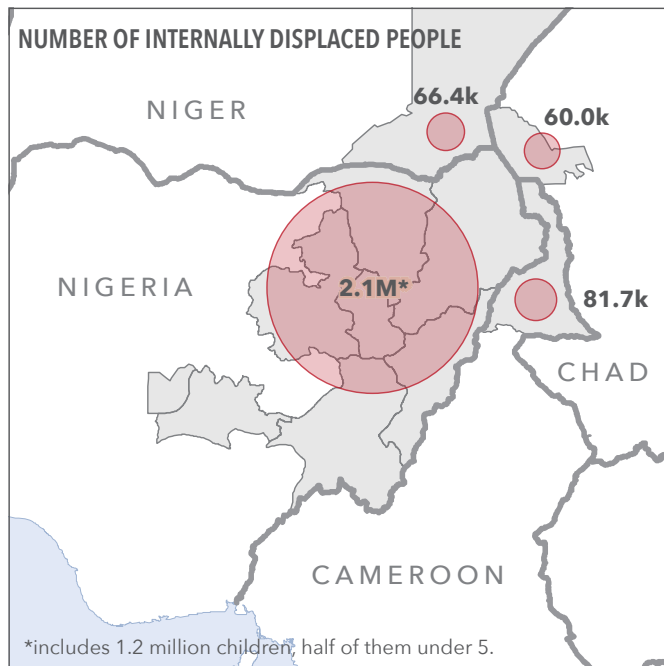 NUMBER OF INTERNALLY DISPLACED PEOPLE
66.4k
NIGER
60.0k
NIGERIA
2.1M*
81.7k
CHAD
CAMEROON
*includes 1.2 million children, half of them under 5.